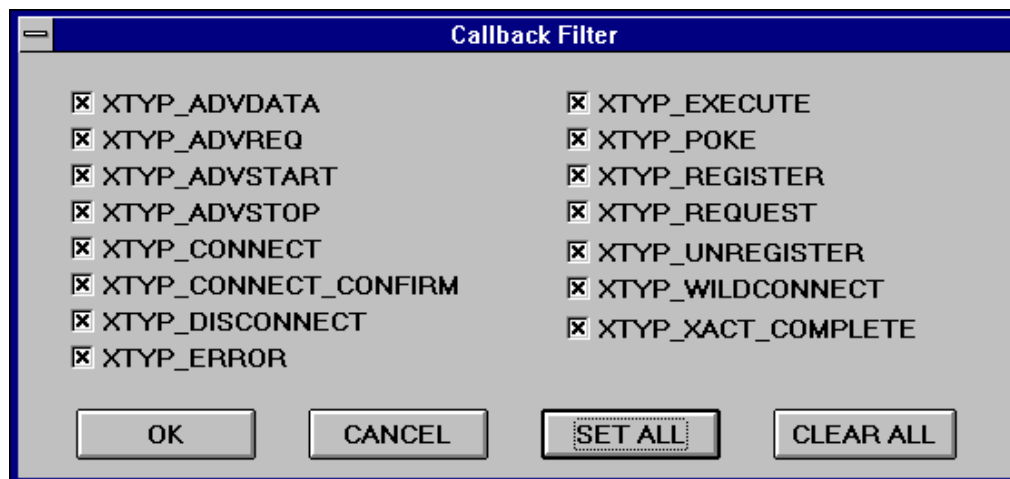 Callback Filter
XTYP_ADVDATA
XTYP_ADVREQ
XTYP_ADVSTART
XTYP_ADVSTOP
XTYP_CONNECT
XTYP_CONNECT_CONFIRM
XTYP_DISCONNECT
XTYP_ERROR
XTYP_EXECUTE
XTYP_POKE
XTYP_REGISTER
XTYP_REQUEST
XTYP_UNREGISTER
XTYP_WILDCONNECT
XTYP_XACT_COMPLETE
OK CANCEL SET ALL CLEAR ALL